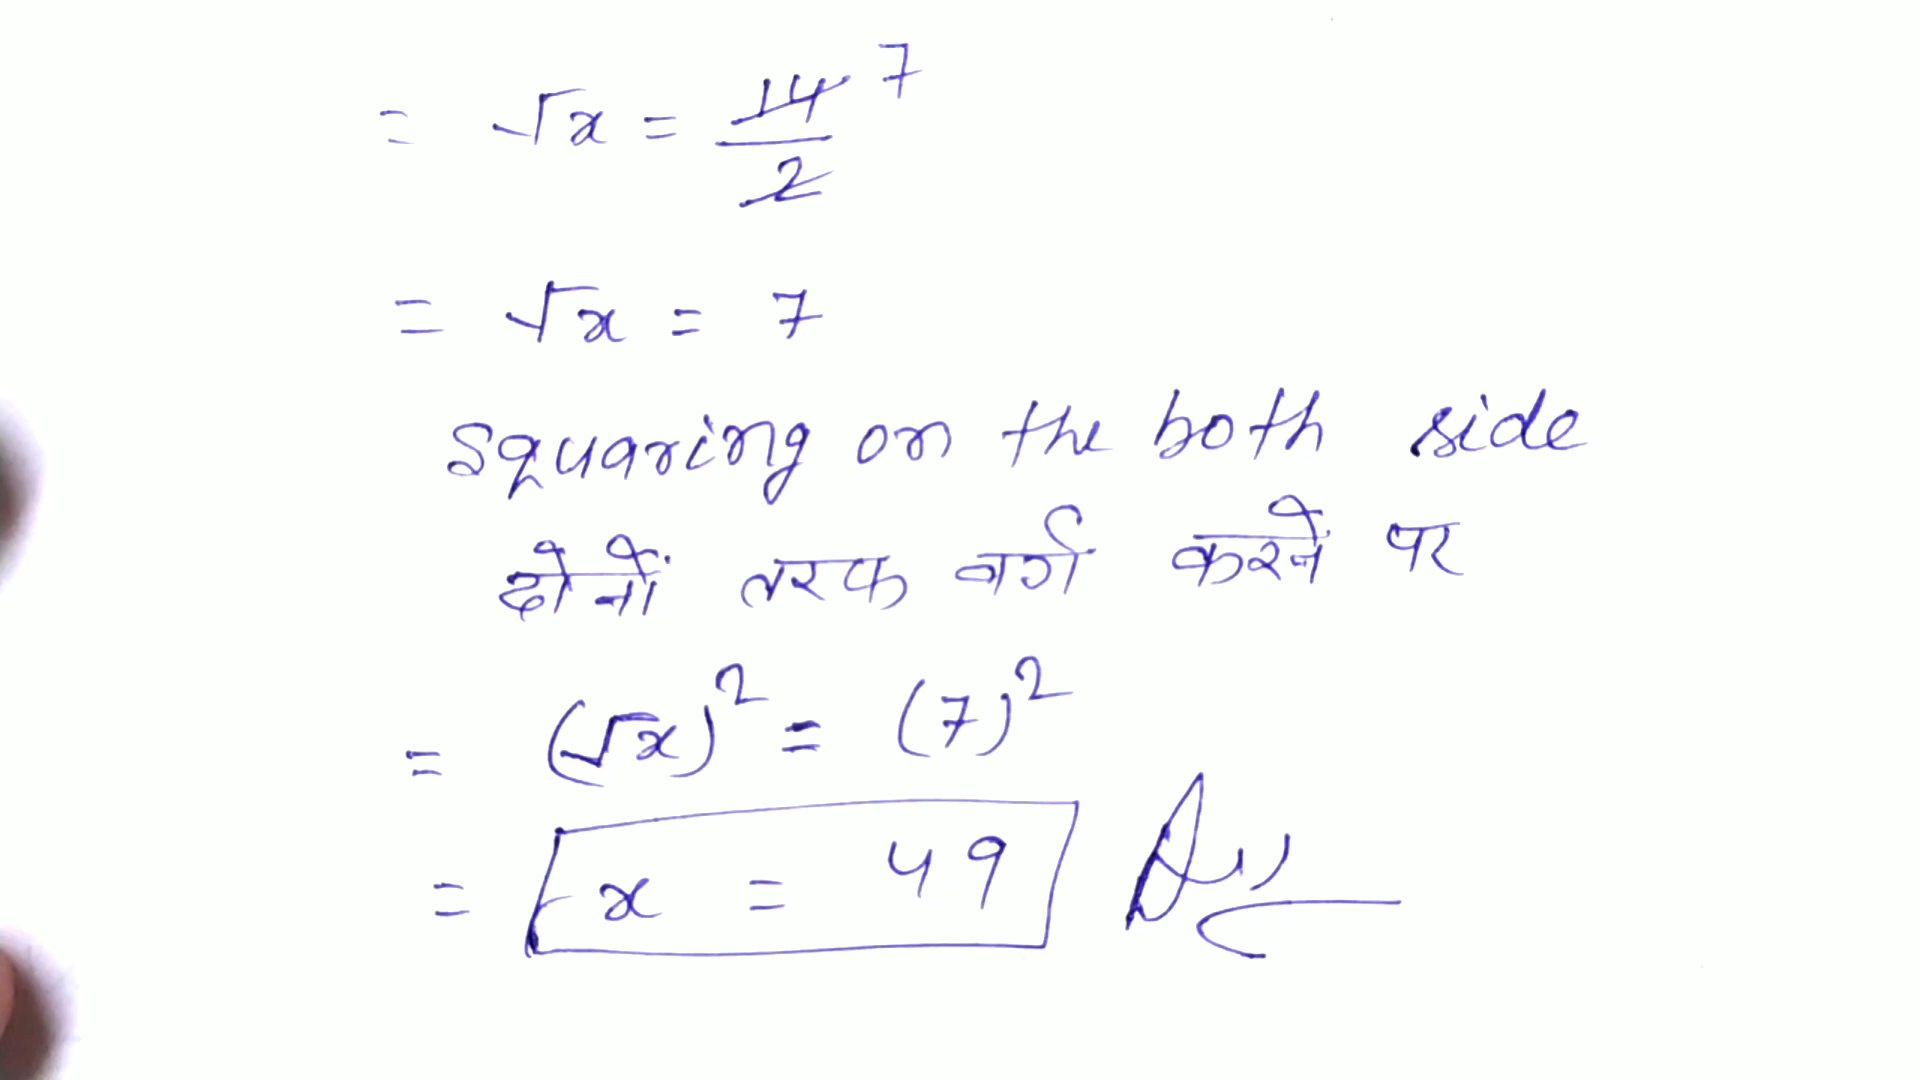 = √x = 14/2 7
= √x = 7
Squaring on the both side
दोनों तरफ वर्ग करने पर
= (√x)² = (7)²
= x = 49 Ans